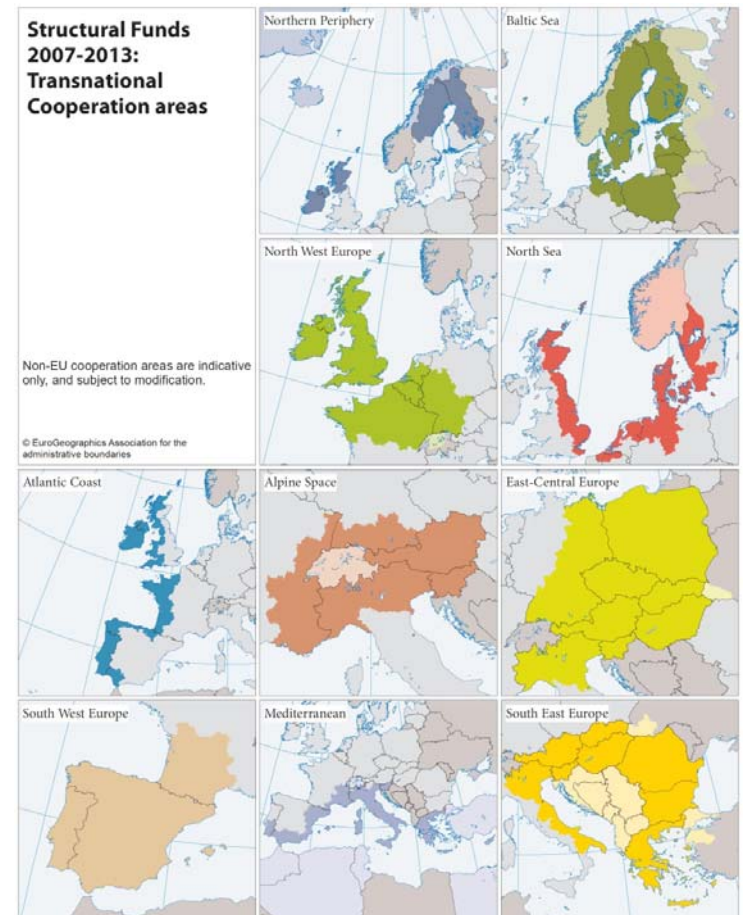 Structural Funds
2007-2013:
Transnational
Cooperation areas
Non-EU cooperation areas are indicative
only, and subject to modification.
© EuroGeographics Association for the
administrative boundaries
Northern Periphery
Baltic Sea
North West Europe
North Sea
Atlantic Coast
Alpine Space
East-Central Europe
South West Europe
Mediterranean
South East Europe